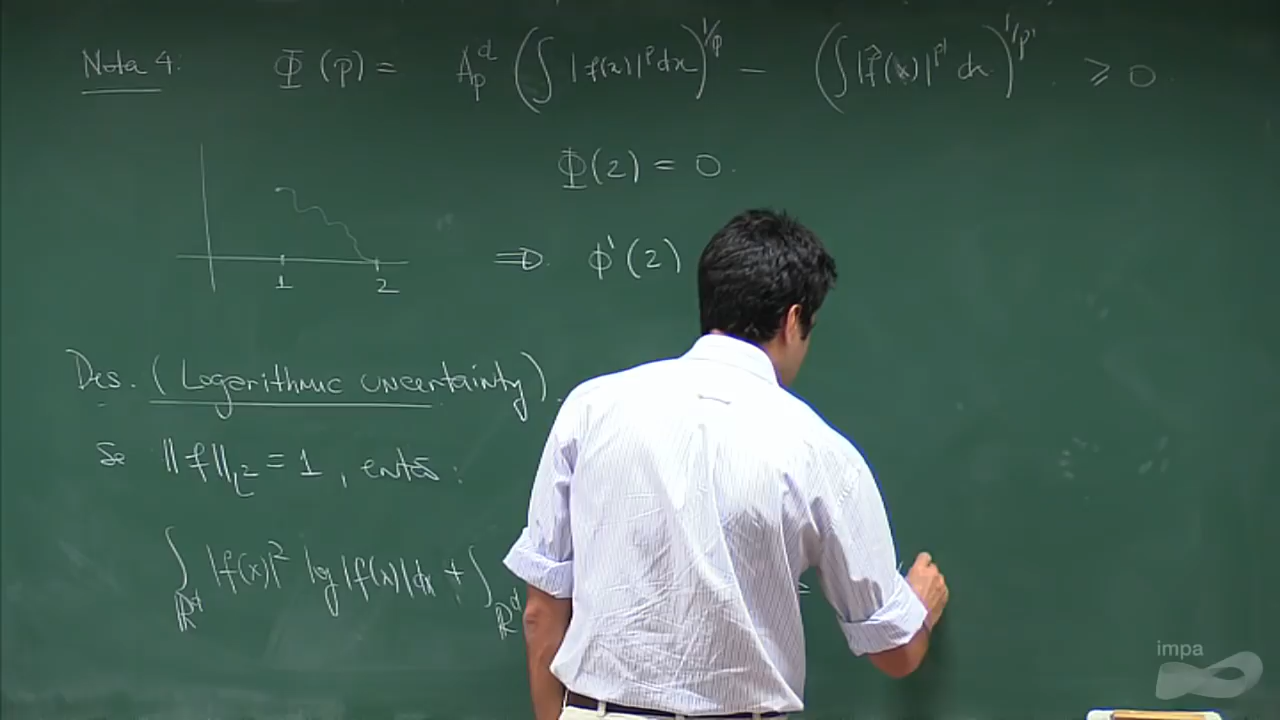 Nota 4: Φ(p) = A_p^d (∫ |f(x)|^p dx)^{1/p} - (∫ |f̂(x)|^{p'} dx)^{1/p'} ≥ 0
Φ(2) = 0.
1 2
⇒ ϕ'(2)
Des. (Logarithmic uncertainty).
Se ||f||_{L^2} = 1, então:
∫_{ℝ^d} |f(x)|^2 log|f(x)| dx + ∫_{ℝ^d}
impa